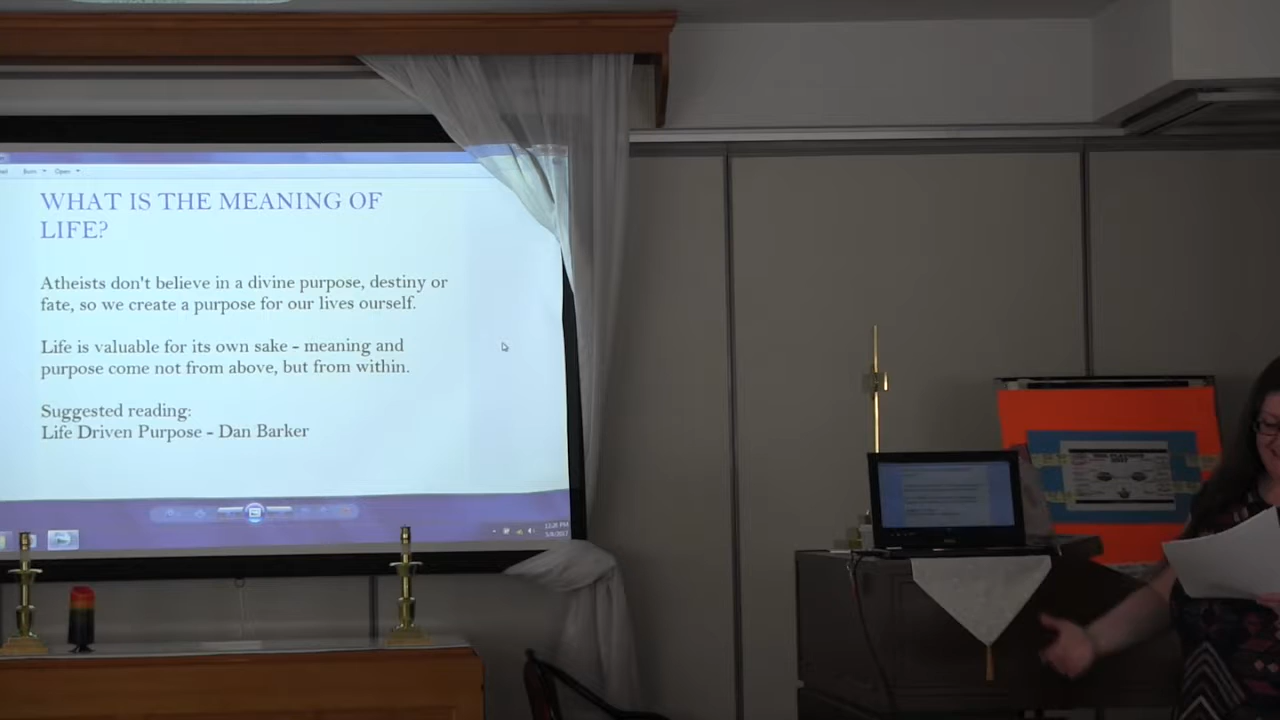 Burn
Open
WHAT IS THE MEANING OF
LIFE?
Atheists don't believe in a divine purpose, destiny or
fate, so we create a purpose for our lives ourself.
Life is valuable for its own sake - meaning and
purpose come not from above, but from within.
Suggested reading:
Life Driven Purpose - Dan Barker